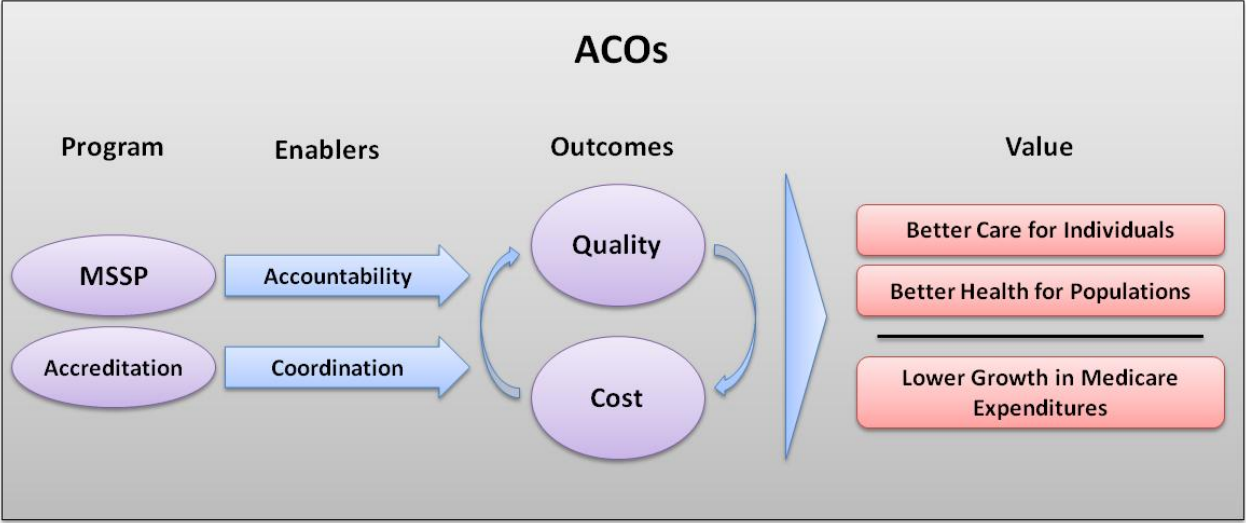 ACOs
Program
Enablers
Outcomes
Value
MSSP
Accountability
Quality
Better Care for Individuals
Better Health for Populations
Accreditation
Coordination
Cost
Lower Growth in Medicare
Expenditures